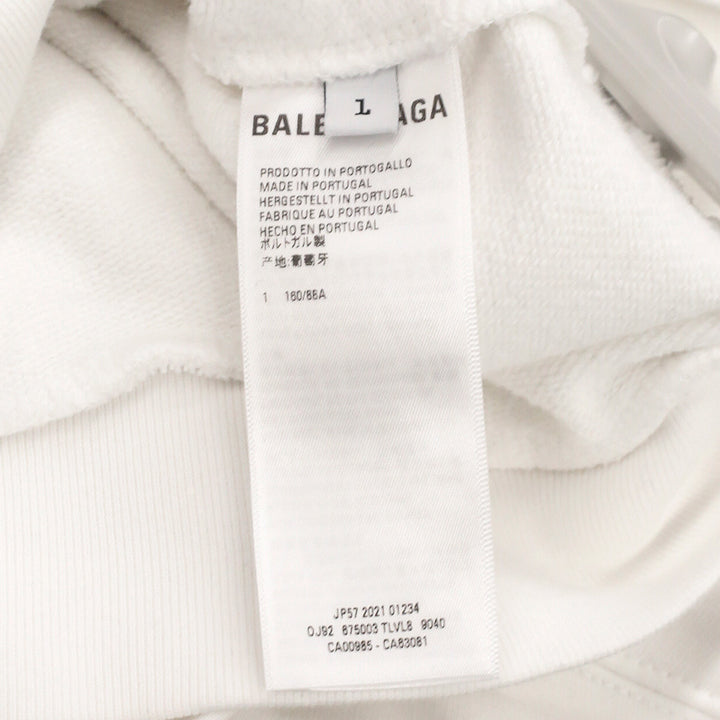 1
BALE AGA
PRODOTTO IN PORTOGALLO
MADE IN PORTUGAL
HERGESTELLT IN PORTUGAL
FABRIQUE AU PORTUGAL
HECHO EN PORTUGAL
ポルトガル製
产地:葡萄牙
1 160/88A
JP57 2021 01234
OJ92 675003 TLVL8 9040
CA00985 - CA83081